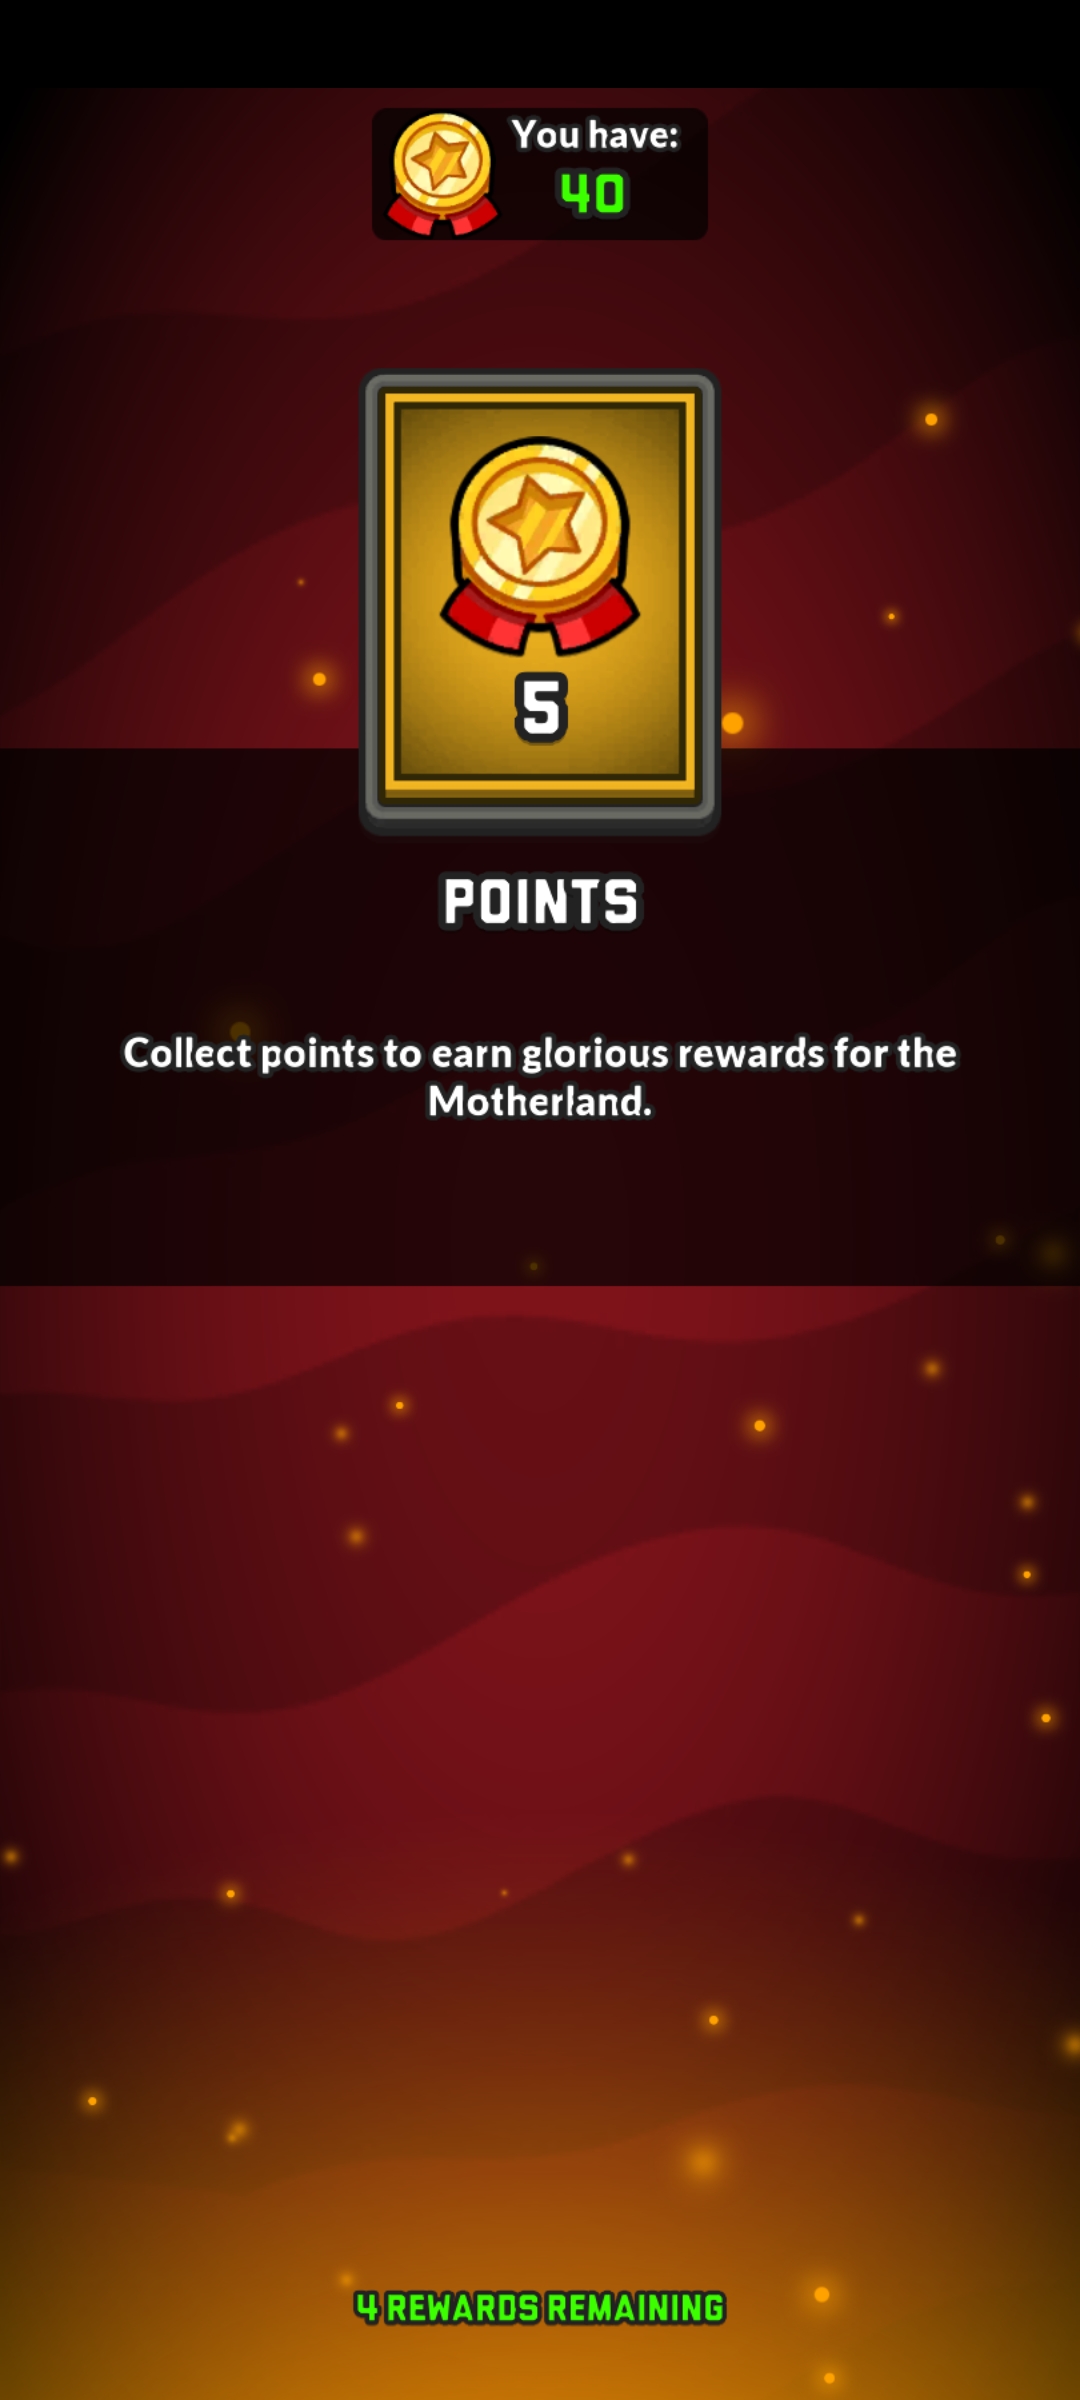 You have:
40
5
POINTS
Collect points to earn glorious rewards for the
Motherland.
4 REWARDS REMAINING